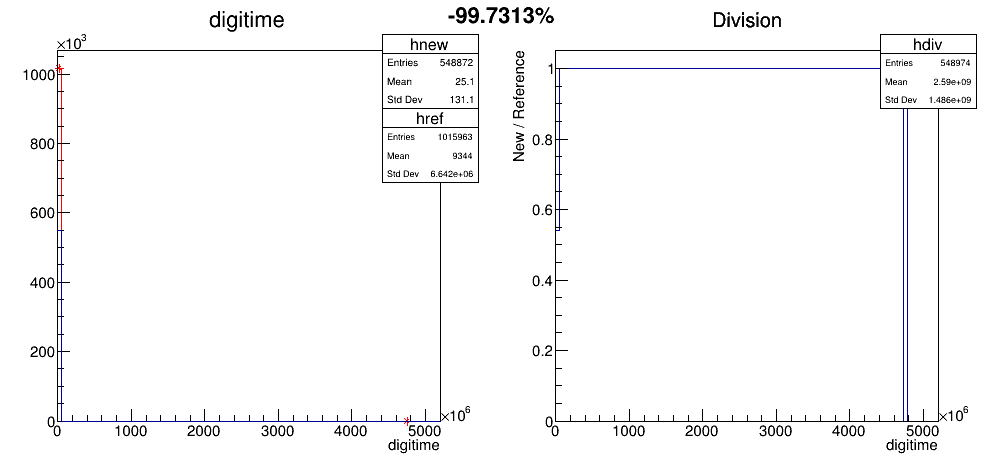 -99.7313%
digitime
×10³
hnew
Entries 548872
Mean 25.1
Std Dev 131.1
href
Entries 1015963
Mean 9344
Std Dev 6.642e+06
1000
800
600
400
200
0
0 1000 2000 3000 4000 5000 ×10⁶
digitime
Division
hdiv
Entries 548974
Mean 2.59e+09
Std Dev 1.486e+09
New / Reference
1
0.8
0.6
0.4
0.2
0
0 1000 2000 3000 4000 5000 ×10⁶
digitime